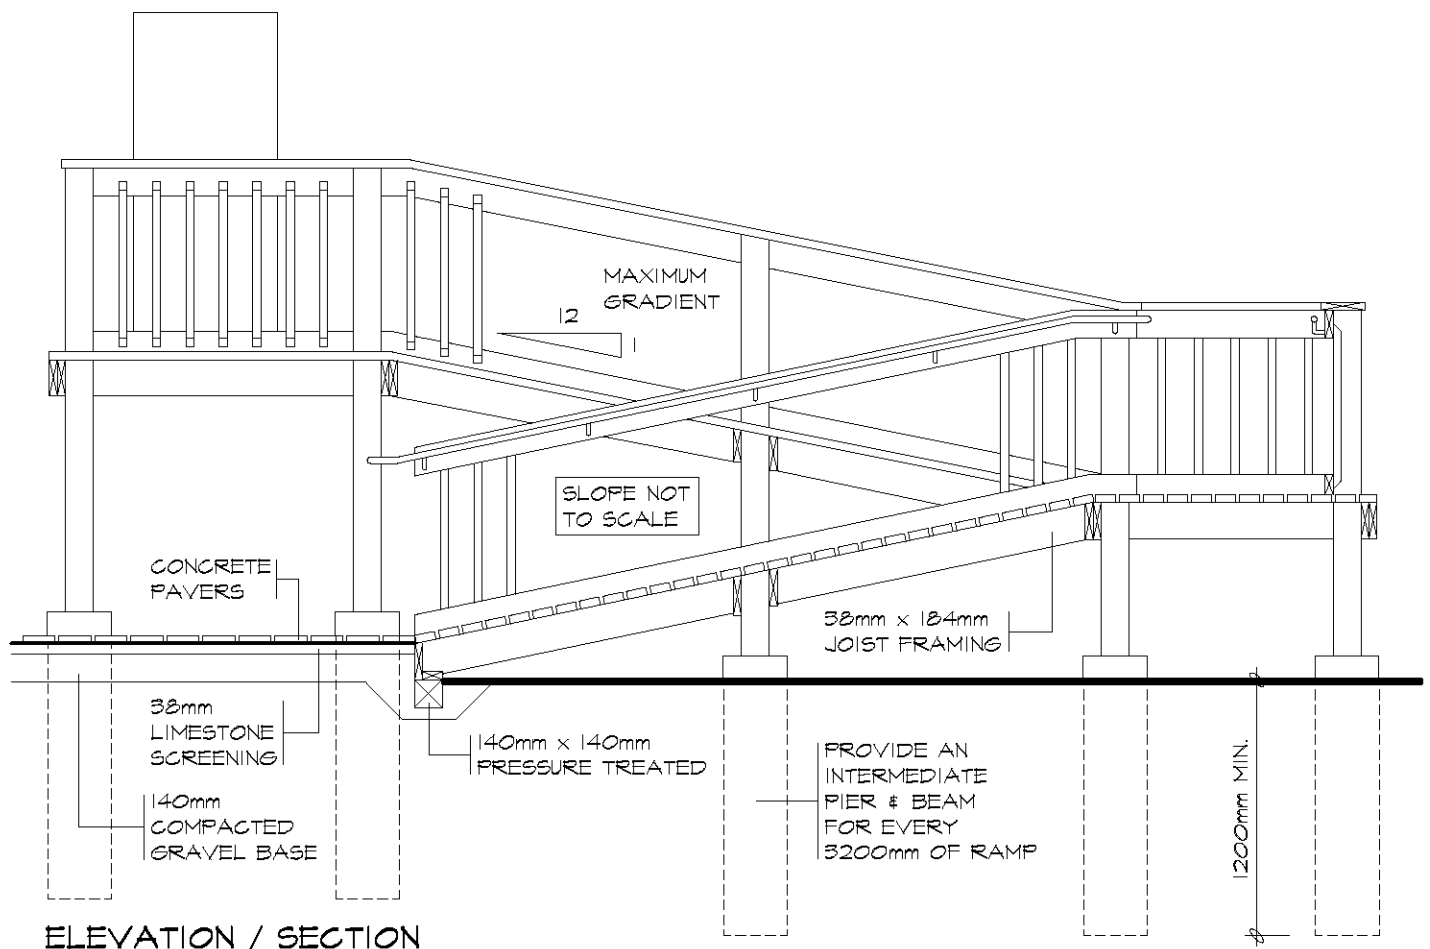 MAXIMUM
GRADIENT
12
1
SLOPE NOT
TO SCALE
CONCRETE
PAVERS
38mm x 184mm
JOIST FRAMING
38mm
LIMESTONE
SCREENING
140mm x 140mm
PRESSURE TREATED
140mm
COMPACTED
GRAVEL BASE
PROVIDE AN
INTERMEDIATE
PIER & BEAM
FOR EVERY
3200mm OF RAMP
1200mm MIN.
ELEVATION / SECTION